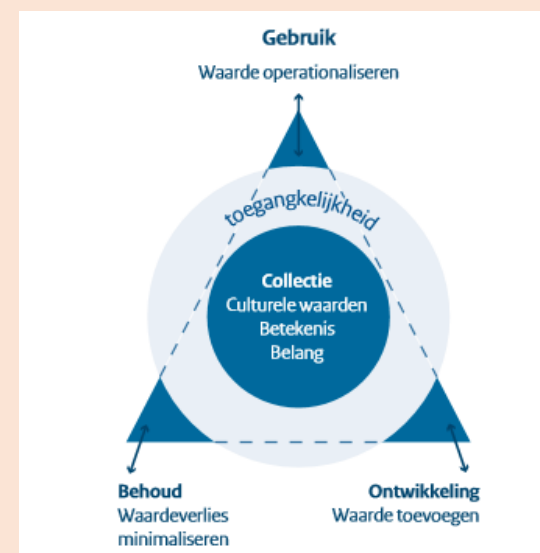 Gebruik
Waarde operationaliseren
toegangkelijkheid
Collectie
Culturele waarden
Betekenis
Belang
Behoud
Waardeverlies
minimaliseren
Ontwikkeling
Waarde toevoegen